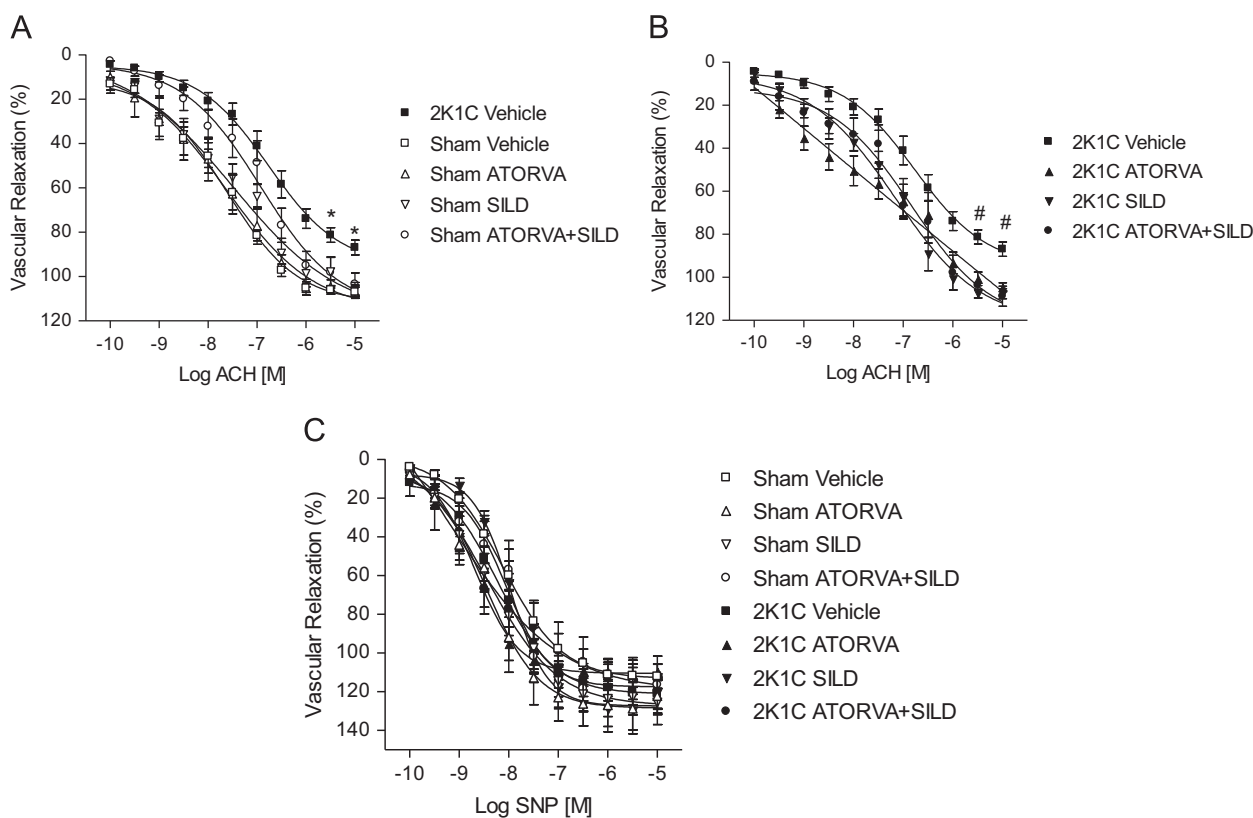 A
0
20
40
60
80
100
120
Vascular Relaxation (%)
* *
-10 -9 -8 -7 -6 -5
Log ACH [M]
2K1C Vehicle
Sham Vehicle
Sham ATORVA
Sham SILD
Sham ATORVA+SILD
B
0
20
40
60
80
100
120
Vascular Relaxation (%)
# #
-10 -9 -8 -7 -6 -5
Log ACH [M]
2K1C Vehicle
2K1C ATORVA
2K1C SILD
2K1C ATORVA+SILD
C
0
20
40
60
80
100
120
140
Vascular Relaxation (%)
-10 -9 -8 -7 -6 -5
Log SNP [M]
Sham Vehicle
Sham ATORVA
Sham SILD
Sham ATORVA+SILD
2K1C Vehicle
2K1C ATORVA
2K1C SILD
2K1C ATORVA+SILD